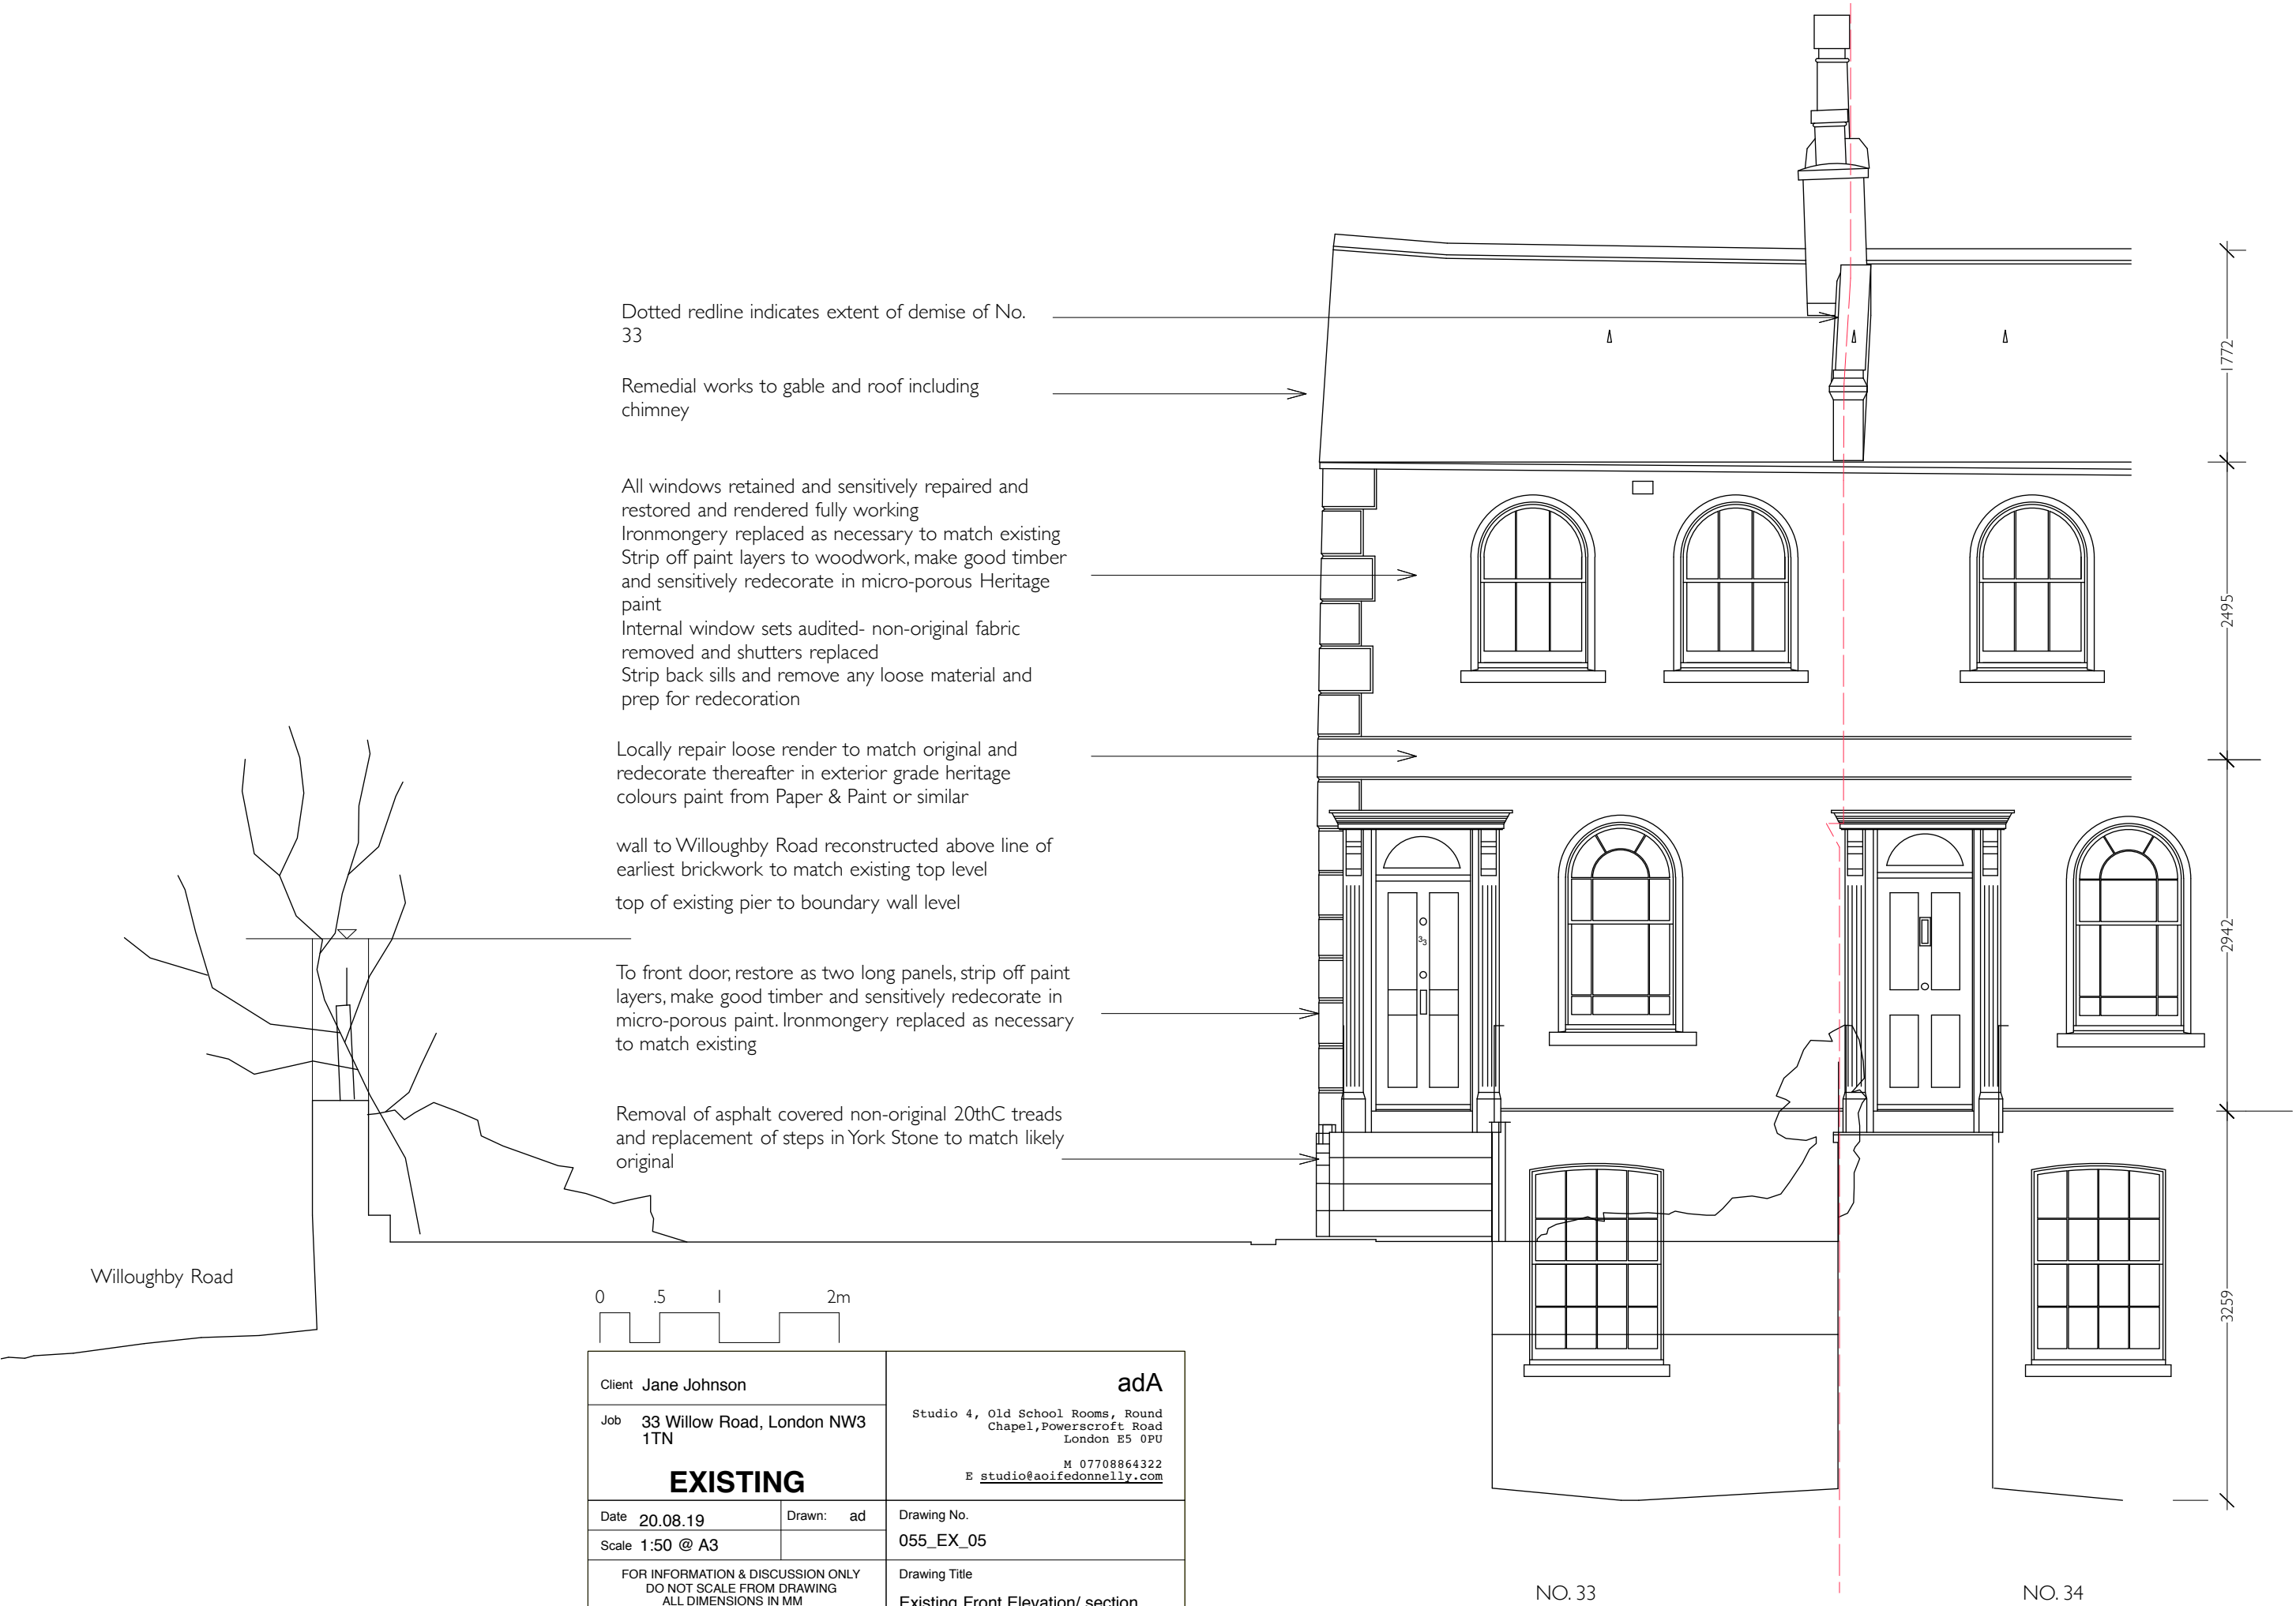 Dotted redline indicates extent of demise of No.
33
Remedial works to gable and roof including
chimney
All windows retained and sensitively repaired and
restored and rendered fully working
Ironmongery replaced as necessary to match existing
Strip off paint layers to woodwork, make good timber
and sensitively redecorate in micro-porous Heritage
paint
Internal window sets audited- non-original fabric
removed and shutters replaced
Strip back sills and remove any loose material and
prep for redecoration
Locally repair loose render to match original and
redecorate thereafter in exterior grade heritage
colours paint from Paper & Paint or similar
wall to Willoughby Road reconstructed above line of
earliest brickwork to match existing top level
top of existing pier to boundary wall level
To front door, restore as two long panels, strip off paint
layers, make good timber and sensitively redecorate in
micro-porous paint. Ironmongery replaced as necessary
to match existing
Removal of asphalt covered non-original 20thC treads
and replacement of steps in York Stone to match likely
original
Willoughby Road
33
1772
2495
2942
3259
0 .5 1 2m
Client Jane Johnson
Job 33 Willow Road, London NW3
1TN
EXISTING
adA
Studio 4, Old School Rooms, Round
Chapel,Powerscroft Road
London E5 0PU
M 07708864322
E studio@aoifedonnelly.com
Date 20.08.19
Drawn: ad
Scale 1:50 @ A3
Drawing No.
055_EX_05
FOR INFORMATION & DISCUSSION ONLY
DO NOT SCALE FROM DRAWING
ALL DIMENSIONS IN MM
Drawing Title
Existing Front Elevation/ section
NO. 33
NO. 34